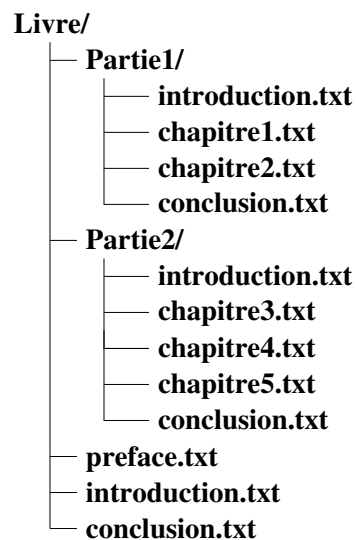 Livre/
Partie1/
introduction.txt
chapitre1.txt
chapitre2.txt
conclusion.txt
Partie2/
introduction.txt
chapitre3.txt
chapitre4.txt
chapitre5.txt
conclusion.txt
preface.txt
introduction.txt
conclusion.txt